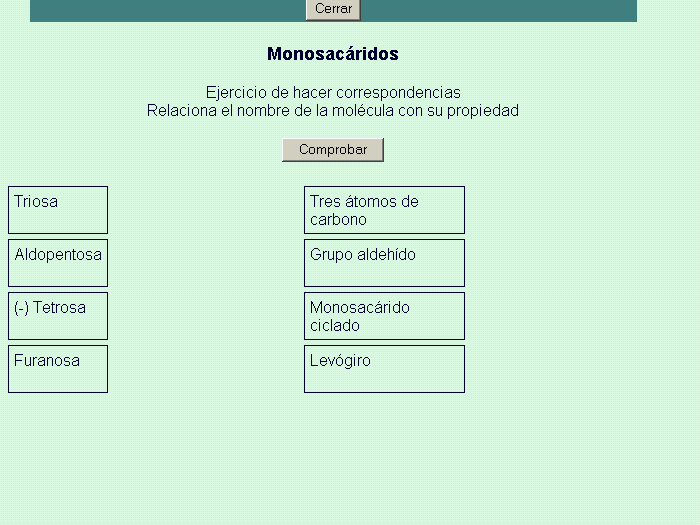 Cerrar
Monosacáridos
Ejercicio de hacer correspondencias
Relaciona el nombre de la molécula con su propiedad
Comprobar
Triosa
Tres átomos de
carbono
Aldopentosa
Grupo aldehído
(-) Tetrosa
Monosacárido
ciclado
Furanosa
Levógiro